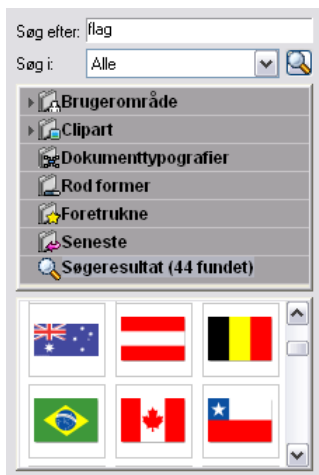 Søg efter: flag
Søg i: Alle
Brugerområde
Clipart
Dokumenttypografier
Rod former
Foretrukne
Seneste
Søgeresultat (44 fundet)